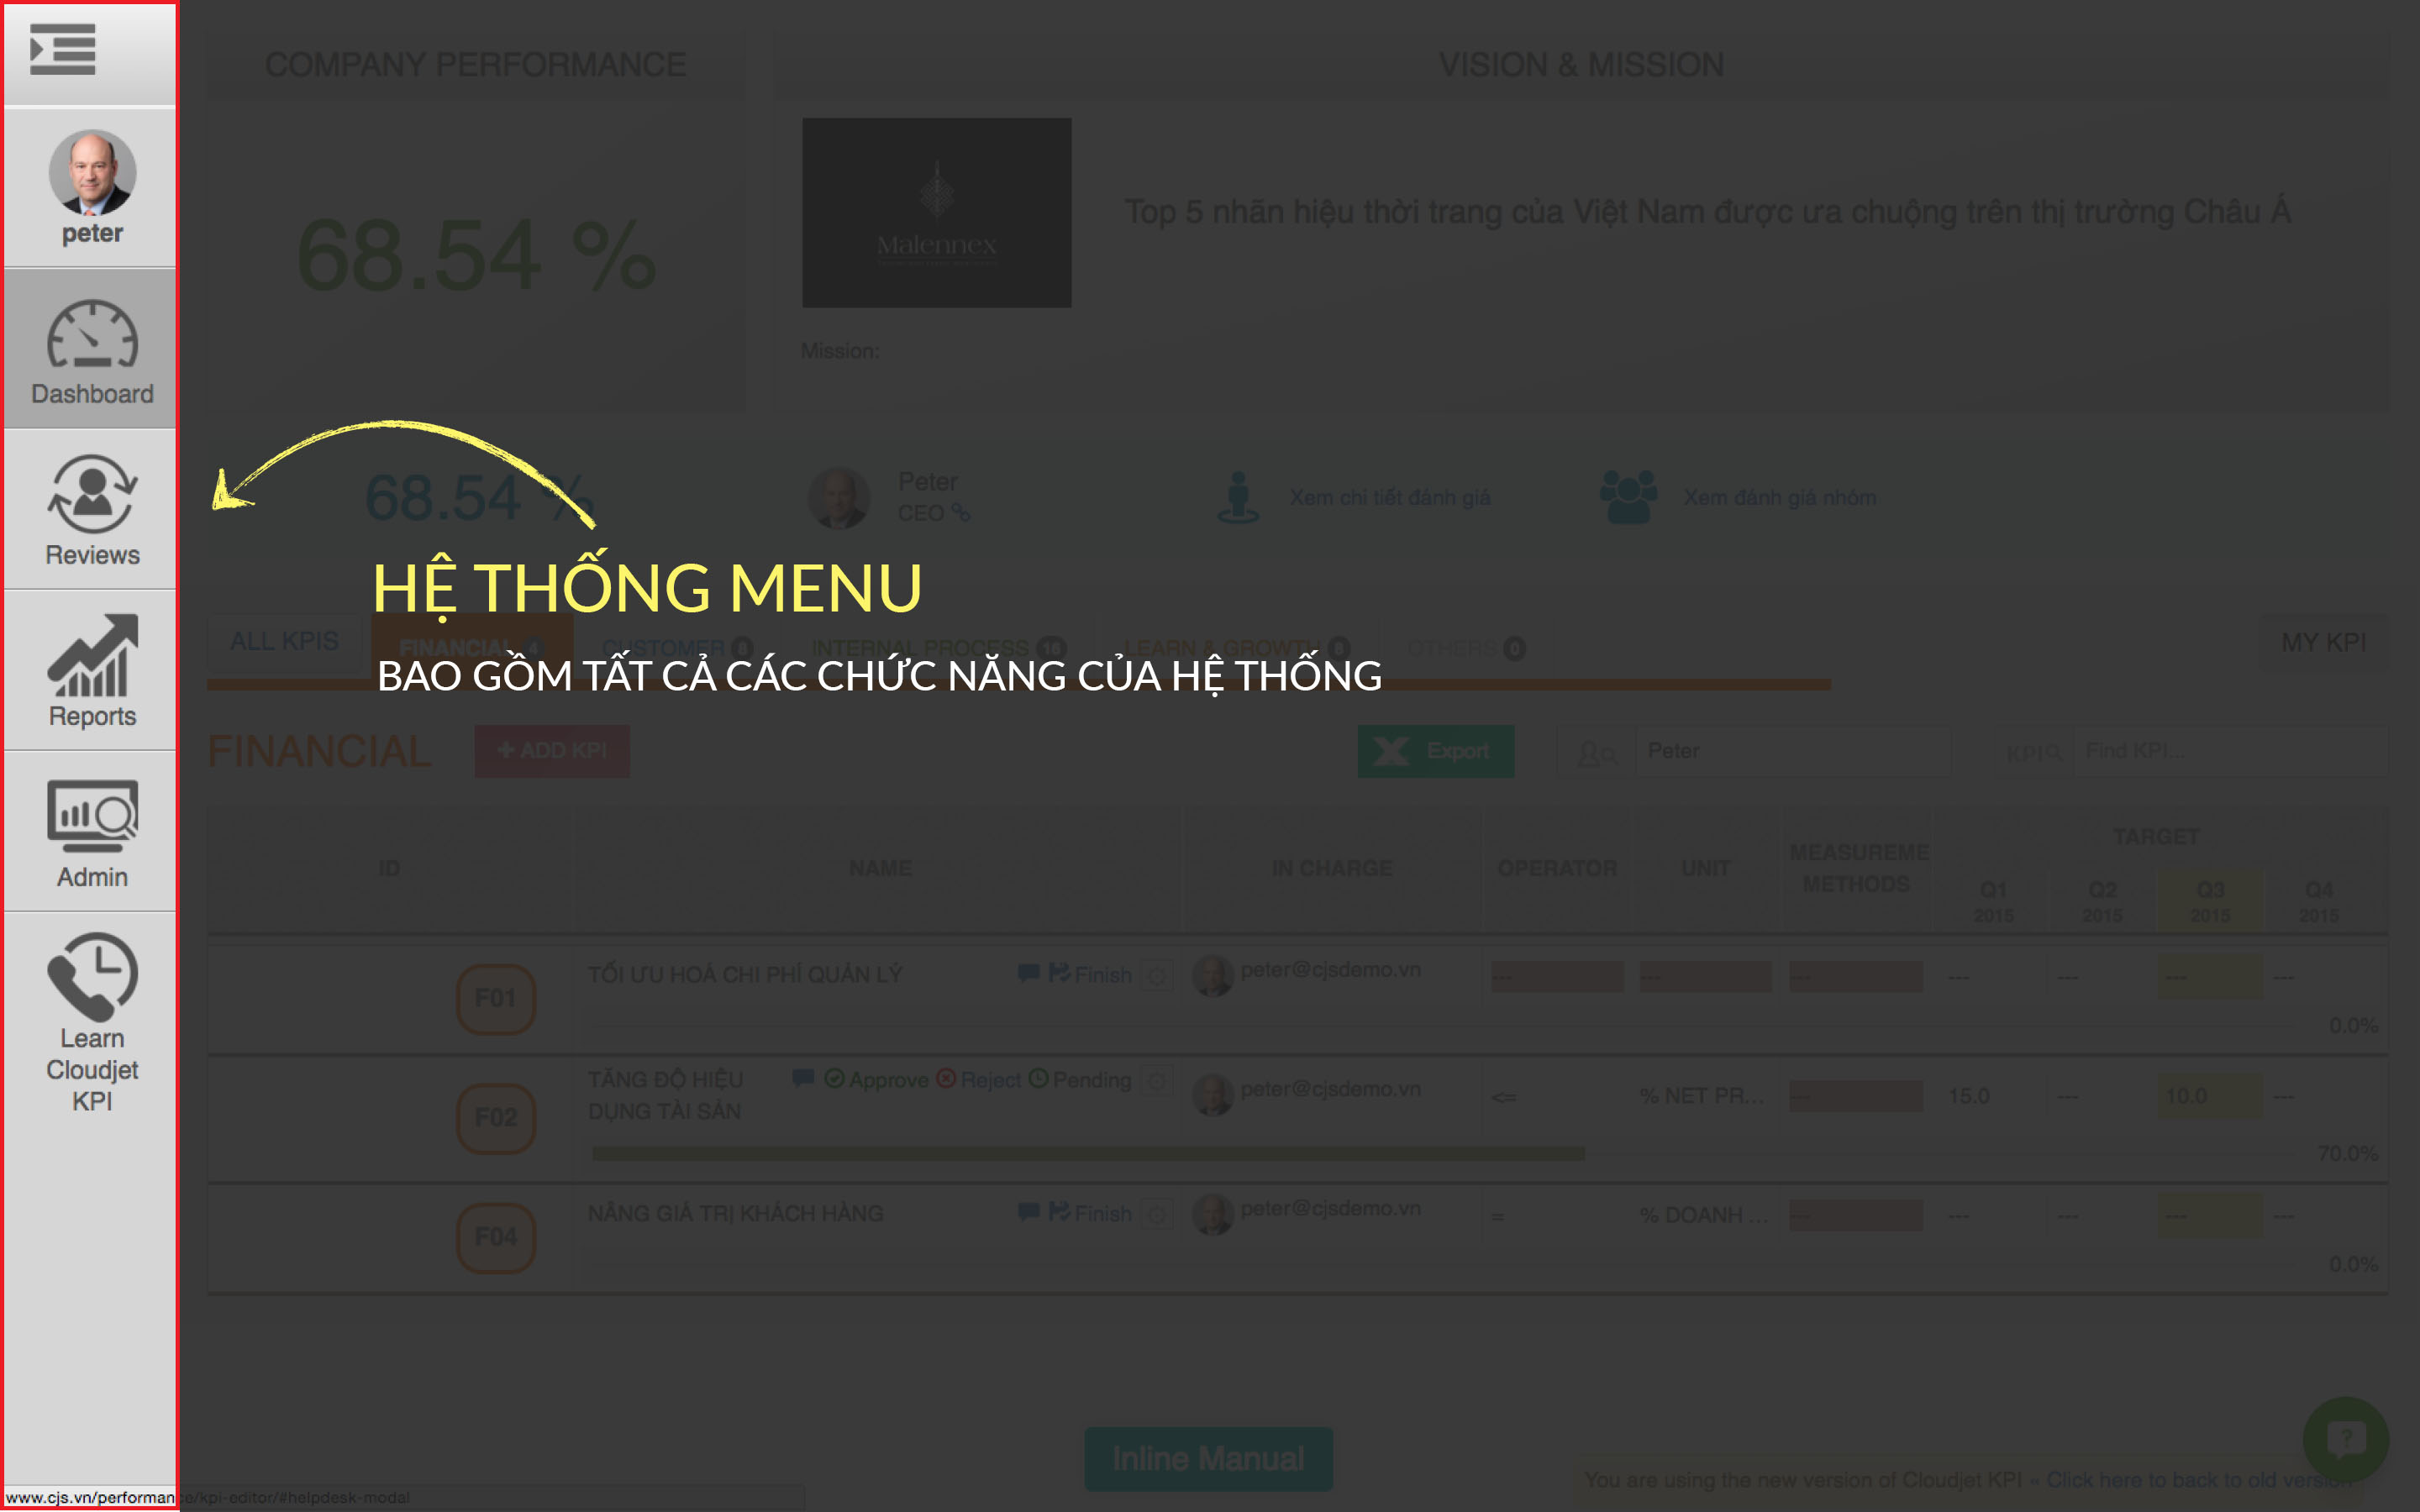 COMPANY PERFORMANCE
VISION & MISSION
peter
68.54 %
Malennex
Top 5 nhãn hiệu thời trang của Việt Nam được ưa chuộng trên thị trường Châu Á
Mission:
Dashboard
68.54 %
Peter
CEO
Xem chi tiết đánh giá
Xem đánh giá nhóm
Reviews
HỆ THỐNG MENU
ALL KPIS
FINANCIAL 4
CUSTOMER 8
INTERNAL PROCESS 16
LEARN & GROWTH 8
OTHERS 0
MY KPI
BAO GỒM TẤT CẢ CÁC CHỨC NĂNG CỦA HỆ THỐNG
Reports
FINANCIAL
+ ADD KPI
Export
Peter
KPI
Find KPI...
Admin
ID
NAME
IN CHARGE
OPERATOR
UNIT
MEASUREME
METHODS
TARGET
Q1 Q2 Q3 Q4
2015 2015 2015 2015
F01
TỐI ƯU HOÁ CHI PHÍ QUẢN LÝ
Finish
peter@cjsdemo.vn
--- --- --- --- --- --- ---
0.0%
Learn
Cloudjet
KPI
F02
TĂNG ĐỘ HIỆU
DỤNG TÀI SẢN
Approve Reject Pending
peter@cjsdemo.vn
<= % NET PR... --- 15.0 --- 10.0 ---
70.0%
F04
NÂNG GIÁ TRỊ KHÁCH HÀNG
Finish
peter@cjsdemo.vn
= % DOANH ... --- --- --- --- ---
0.0%
Inline Manual
You are using the new version of Cloudjet KPI - Click here to back to old version
www.cjs.vn/performance/kpi-editor/#helpdesk-modal